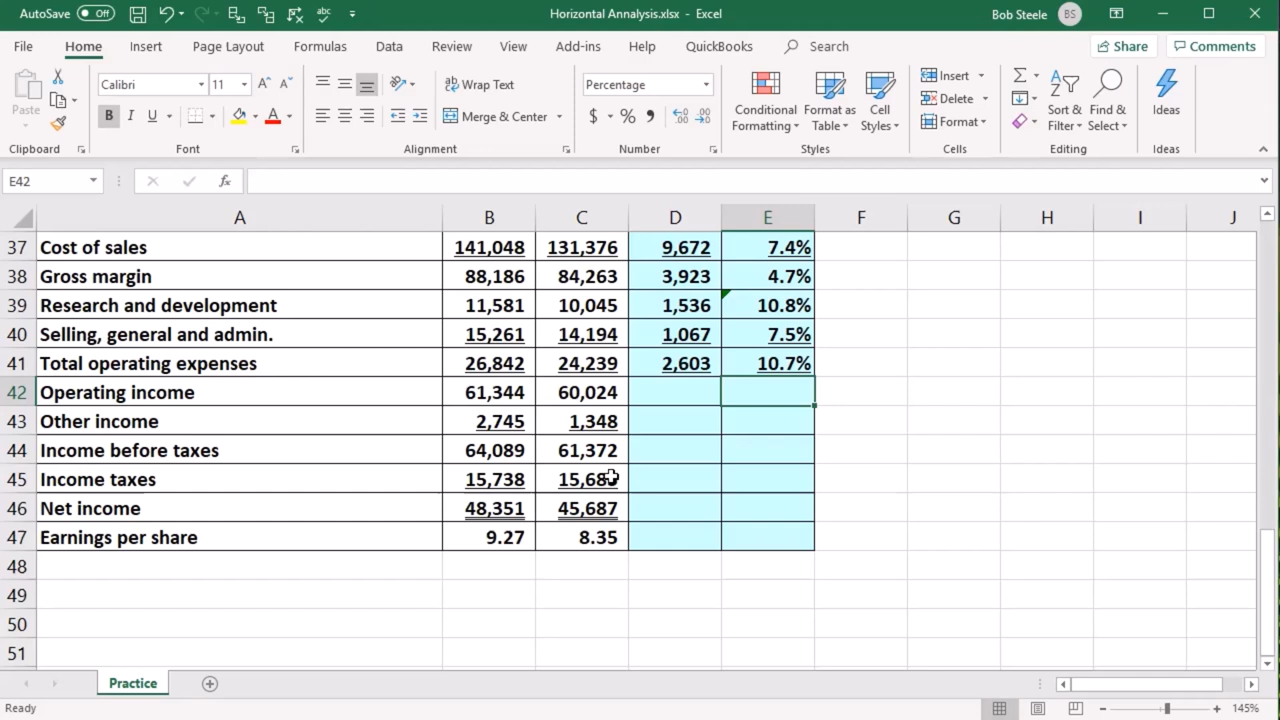 AutoSave Off Horizontal Annalysis.xlsx - Excel Bob Steele BS
File Home Insert Page Layout Formulas Data Review View Add-ins Help QuickBooks Search Share Comments
Paste
Calibri 11
B I U
Wrap Text
Merge & Center
Percentage
$ %
Conditional Formatting
Format as Table
Cell Styles
Insert
Delete
Format
Sort & Filter
Find & Select
Ideas
Clipboard Font Alignment Number Styles Cells Editing Ideas
E42 fx
A B C D E F G H I J
37 Cost of sales 141,048 131,376 9,672 7.4%
38 Gross margin 88,186 84,263 3,923 4.7%
39 Research and development 11,581 10,045 1,536 10.8%
40 Selling, general and admin. 15,261 14,194 1,067 7.5%
41 Total operating expenses 26,842 24,239 2,603 10.7%
42 Operating income 61,344 60,024
43 Other income 2,745 1,348
44 Income before taxes 64,089 61,372
45 Income taxes 15,738
46 Net income 48,351 45,687
47 Earnings per share 9.27 8.35
48
49
50
51
Practice
Ready 145%